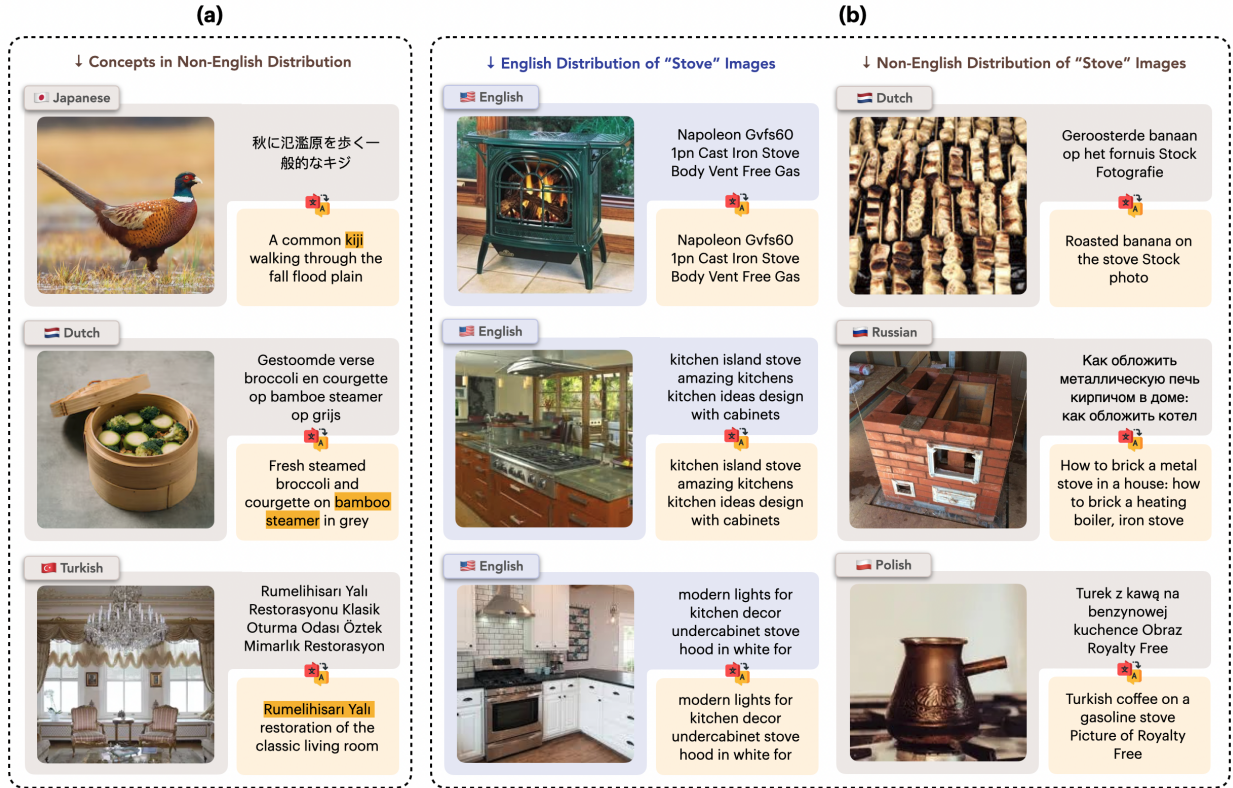 (a)
↓ Concepts in Non-English Distribution
Japanese
秋に氾濫原を歩く一
般的なキジ
A common kiji
walking through the
fall flood plain
Dutch
Gestoomde verse
broccoli en courgette
op bamboe steamer
op grijs
Fresh steamed
broccoli and
courgette on bamboo
steamer in grey
Turkish
Rumelihisarı Yalı
Restorasyonu Klasik
Oturma Odası Öztek
Mimarlık Restorasyon
Rumelihisarı Yalı
restoration of the
classic living room
(b)
↓ English Distribution of “Stove” Images
English
Napoleon Gvfs60
1pn Cast Iron Stove
Body Vent Free Gas
Napoleon Gvfs60
1pn Cast Iron Stove
Body Vent Free Gas
English
kitchen island stove
amazing kitchens
kitchen ideas design
with cabinets
kitchen island stove
amazing kitchens
kitchen ideas design
with cabinets
English
modern lights for
kitchen decor
undercabinet stove
hood in white for
modern lights for
kitchen decor
undercabinet stove
hood in white for
↓ Non-English Distribution of “Stove” Images
Dutch
Geroosterde banaan
op het fornuis Stock
Fotografie
Roasted banana on
the stove Stock
photo
Russian
Как обложить
металлическую печь
кирпичом в доме:
как обложить котел
How to brick a metal
stove in a house: how
to brick a heating
boiler, iron stove
Polish
Turek z kawą na
benzynowej
kuchence Obraz
Royalty Free
Turkish coffee on a
gasoline stove
Picture of Royalty
Free